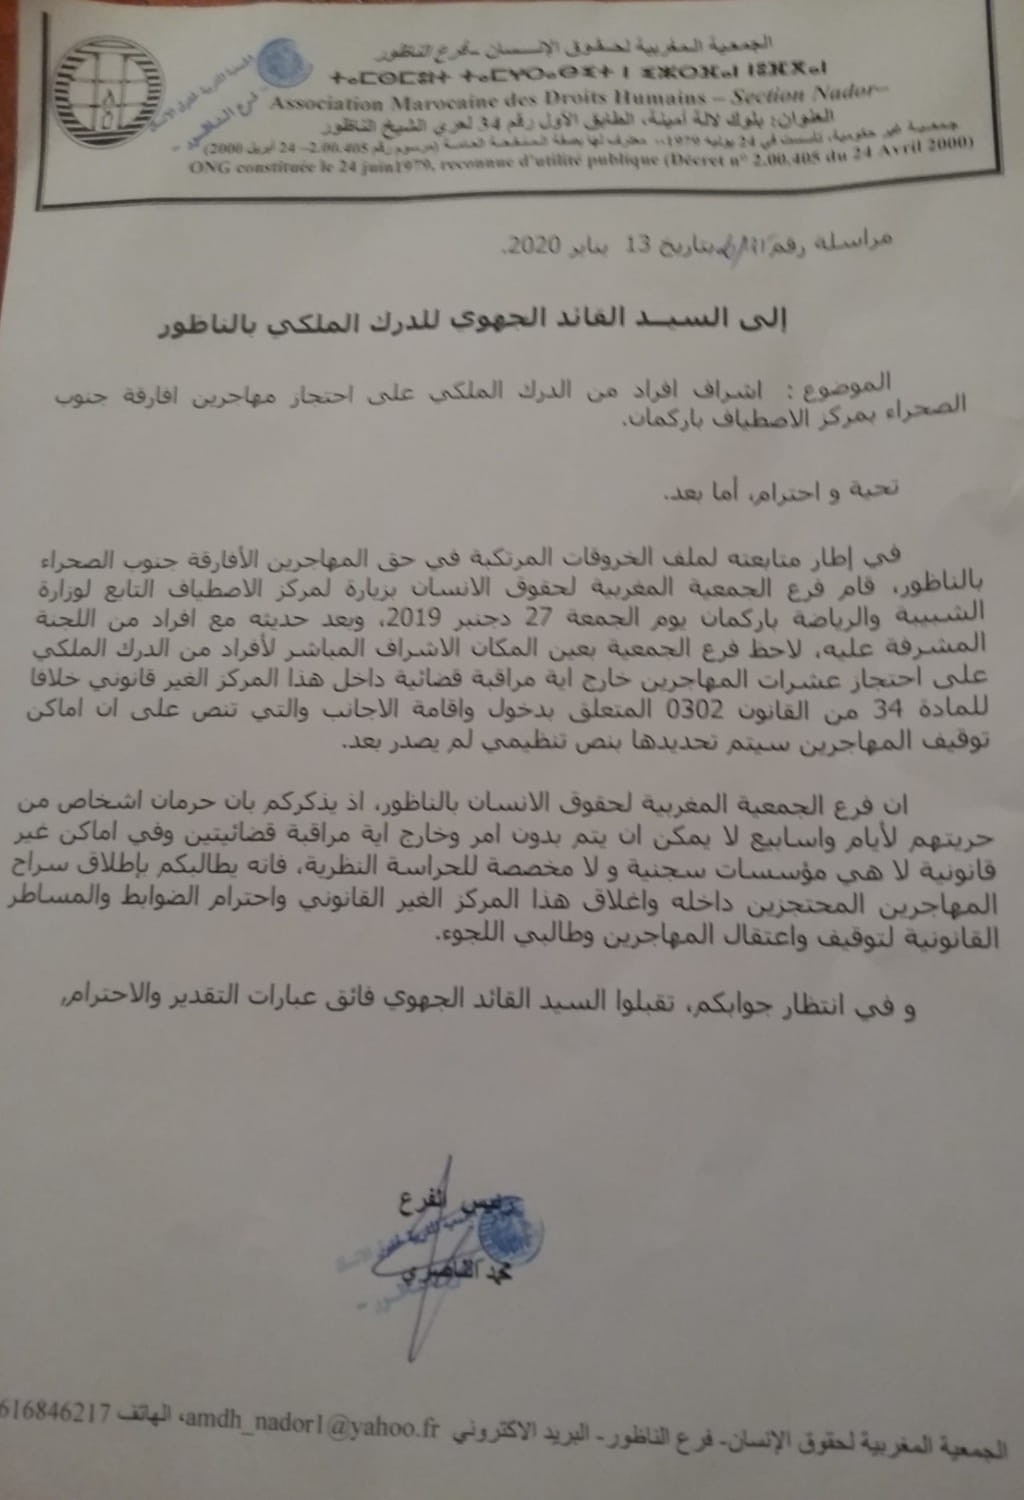 الجمعية المغربية لحقوق الإنسان -فرع الناظور
ⵜⴰⵎⵙⵎⵓⵏⵜ ⵜⴰⵎⵖⵔⴰⴱⵉⵜ ⵏ ⵉⵣⵔⴼⴰⵏ ⵏⵓⴼⴳⴰⵏ
Association Marocaine des Droits Humains – Section Nador–
العنوان: بلوك لالة أمينة، الطابق الأول رقم 34 لعري الشيخ الناظور
جمعية غير حكومية، تأسست في 24 يونيو 1979، معترف لها بصفة المنفعة العامة (مرسوم رقم 2.00.405– 24 أبريل 2000)
ONG constituée le 24 juin1979, reconnue d'utilité publique (Décret n° 2.00.405 du 24 Avril 2000)
مراسلة رقم بتاريخ 13 يناير 2020.
إلى السيد القائد الجهوي للدرك الملكي بالناظور
الموضوع : اشراف افراد من الدرك الملكي على احتجاز مهاجرين افارقة جنوب
الصحراء بمركز الاصطياف باركمان.
تحية و احترام، أما بعد.
في إطار متابعته لملف الخروقات المرتكبة في حق المهاجرين الأفارقة جنوب الصحراء
بالناظور، قام فرع الجمعية المغربية لحقوق الانسان بزيارة لمركز الاصطياف التابع لوزارة
الشبيبة والرياضة باركمان يوم الجمعة 27 دجنبر 2019، وبعد حديثه مع افراد من اللجنة
المشرفة عليه، لاحظ فرع الجمعية بعين المكان الاشراف المباشر لأفراد من الدرك الملكي
على احتجاز عشرات المهاجرين خارج اية مراقبة قضائية داخل هذا المركز الغير قانوني خلافا
للمادة 34 من القانون 0302 المتعلق بدخول واقامة الاجانب والتي تنص على ان اماكن
توقيف المهاجرين سيتم تحديدها بنص تنظيمي لم يصدر بعد.
ان فرع الجمعية المغربية لحقوق الانسان بالناظور، اذ يذكركم بان حرمان اشخاص من
حريتهم لأيام واسابيع لا يمكن ان يتم بدون امر وخارج اية مراقبة قضائيتين وفي اماكن غير
قانونية لا هي مؤسسات سجنية و لا مخصصة للحراسة النظرية، فانه يطالبكم بإطلاق سراح
المهاجرين المحتجزين داخله واغلاق هذا المركز الغير القانوني واحترام الضوابط والمساطر
القانونية لتوقيف واعتقال المهاجرين وطالبي اللجوء.
و في انتظار جوابكم، تقبلوا السيد القائد الجهوي فائق عبارات التقدير والاحترام,
رئيس الفرع
محمد الناصري
الجمعية المغربية لحقوق الإنسان- فرع الناظور- البريد الاكتروني amdh_nador1@yahoo.fr، الهاتف 616846217